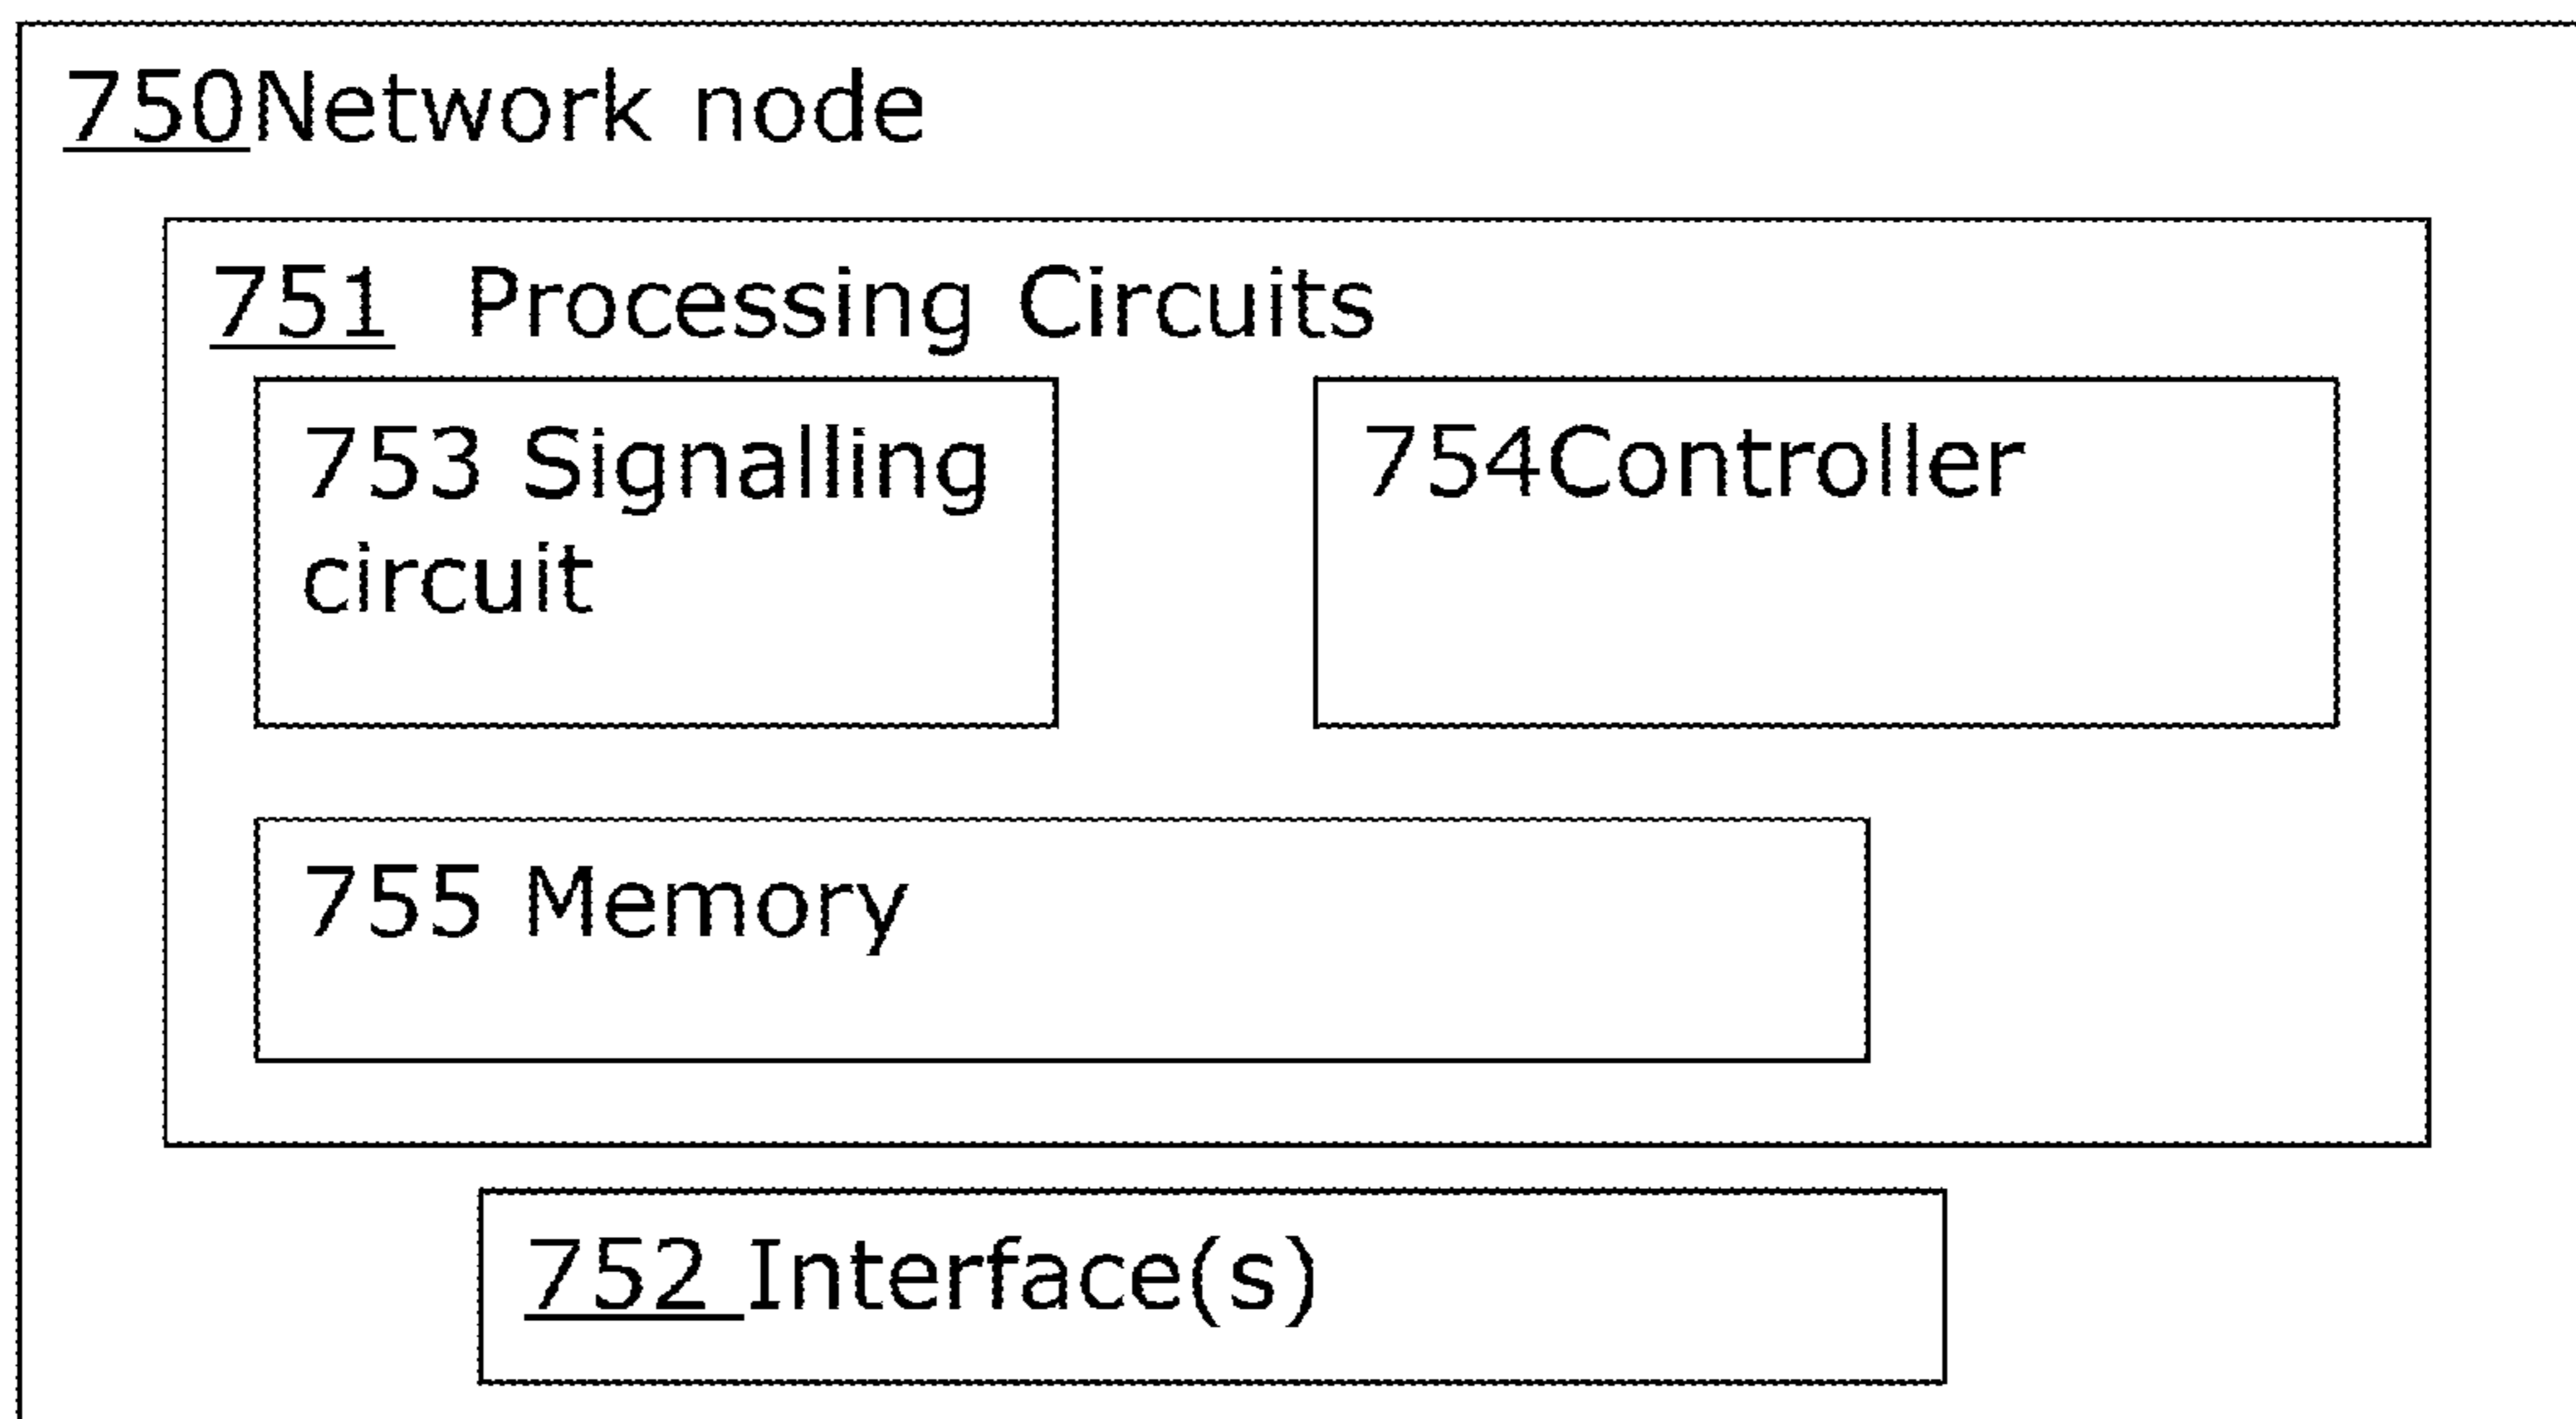 750Network node
751 Processing Circuits
753 Signalling
circuit
754Controller
755 Memory
752 Interface(s)